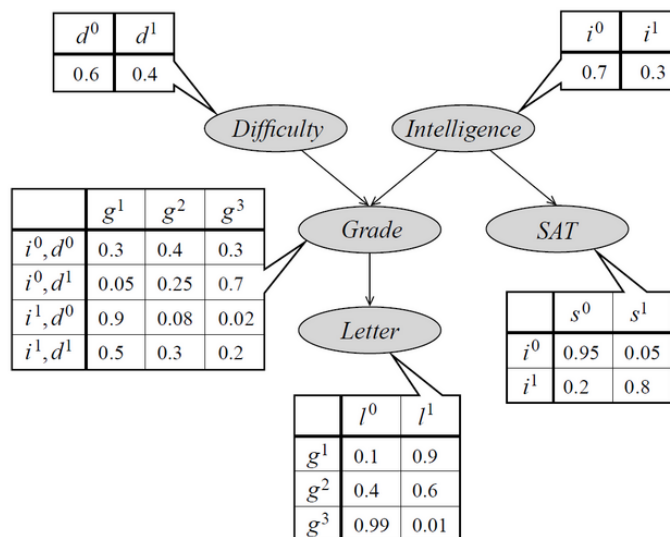 d⁰ d¹
0.6 0.4
i⁰ i¹
0.7 0.3
Difficulty
Intelligence
g¹ g² g³
i⁰, d⁰ 0.3 0.4 0.3
i⁰, d¹ 0.05 0.25 0.7
i¹, d⁰ 0.9 0.08 0.02
i¹, d¹ 0.5 0.3 0.2
Grade
SAT
Letter
s⁰ s¹
i⁰ 0.95 0.05
i¹ 0.2 0.8
l⁰ l¹
g¹ 0.1 0.9
g² 0.4 0.6
g³ 0.99 0.01